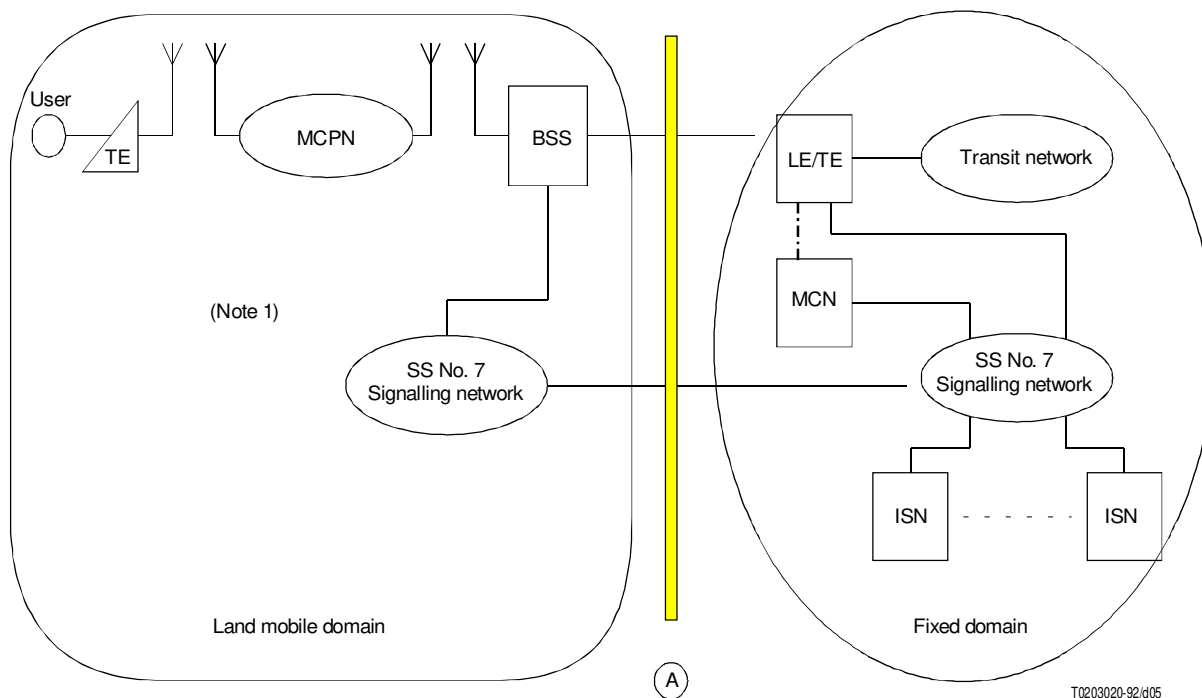 User
TE
MCPN
BSS
LE/TE
Transit network
MCN
(Note 1)
SS No. 7
Signalling network
SS No. 7
Signalling network
ISN
ISN
Land mobile domain
Fixed domain
A
T0203020-92/d05